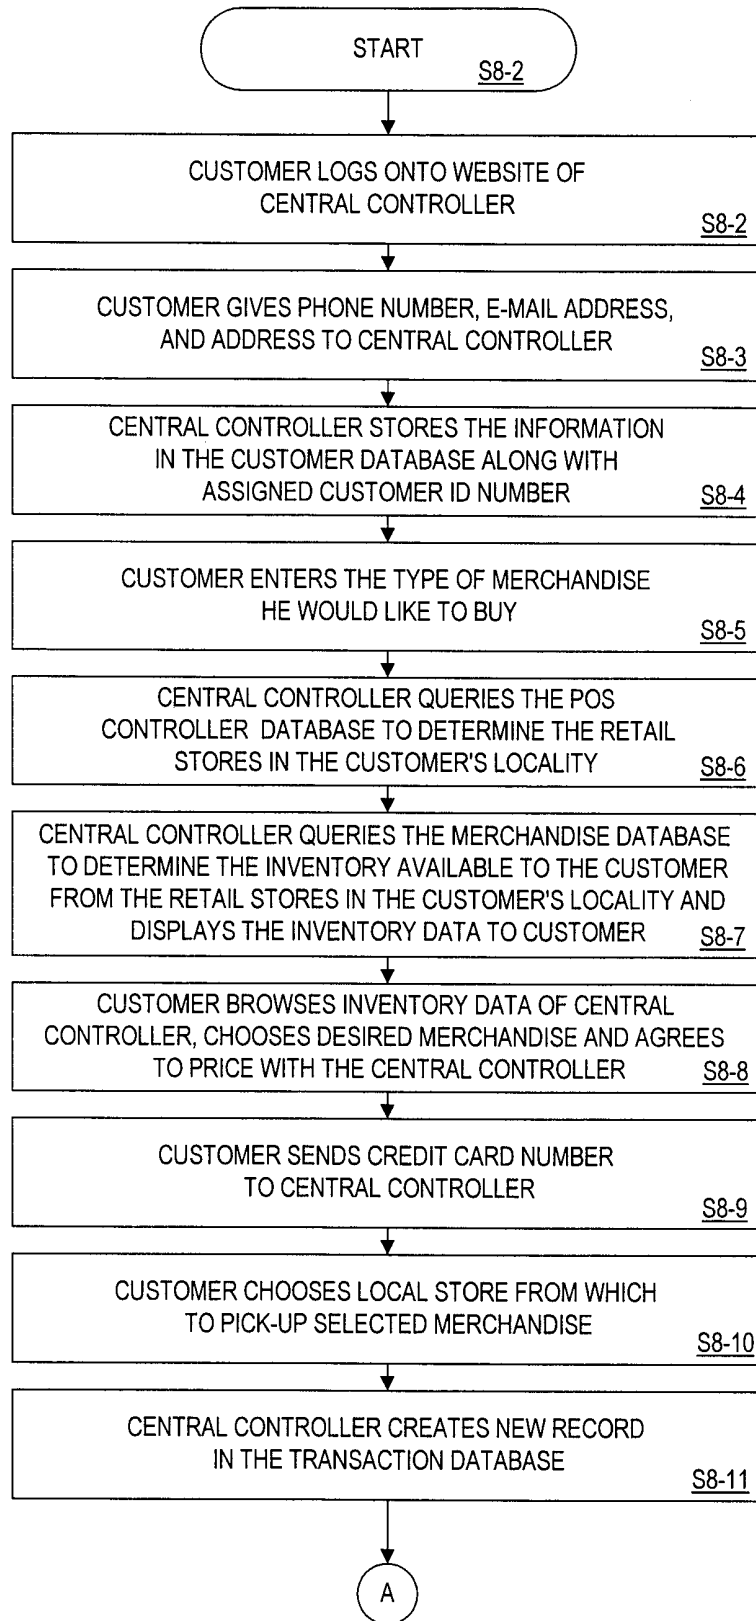 START
S8-2
CUSTOMER LOGS ONTO WEBSITE OF
CENTRAL CONTROLLER
S8-2
CUSTOMER GIVES PHONE NUMBER, E-MAIL ADDRESS,
AND ADDRESS TO CENTRAL CONTROLLER
S8-3
CENTRAL CONTROLLER STORES THE INFORMATION
IN THE CUSTOMER DATABASE ALONG WITH
ASSIGNED CUSTOMER ID NUMBER
S8-4
CUSTOMER ENTERS THE TYPE OF MERCHANDISE
HE WOULD LIKE TO BUY
S8-5
CENTRAL CONTROLLER QUERIES THE POS
CONTROLLER DATABASE TO DETERMINE THE RETAIL
STORES IN THE CUSTOMER'S LOCALITY
S8-6
CENTRAL CONTROLLER QUERIES THE MERCHANDISE DATABASE
TO DETERMINE THE INVENTORY AVAILABLE TO THE CUSTOMER
FROM THE RETAIL STORES IN THE CUSTOMER'S LOCALITY AND
DISPLAYS THE INVENTORY DATA TO CUSTOMER
S8-7
CUSTOMER BROWSES INVENTORY DATA OF CENTRAL
CONTROLLER, CHOOSES DESIRED MERCHANDISE AND AGREES
TO PRICE WITH THE CENTRAL CONTROLLER
S8-8
CUSTOMER SENDS CREDIT CARD NUMBER
TO CENTRAL CONTROLLER
S8-9
CUSTOMER CHOOSES LOCAL STORE FROM WHICH
TO PICK-UP SELECTED MERCHANDISE
S8-10
CENTRAL CONTROLLER CREATES NEW RECORD
IN THE TRANSACTION DATABASE
S8-11
A